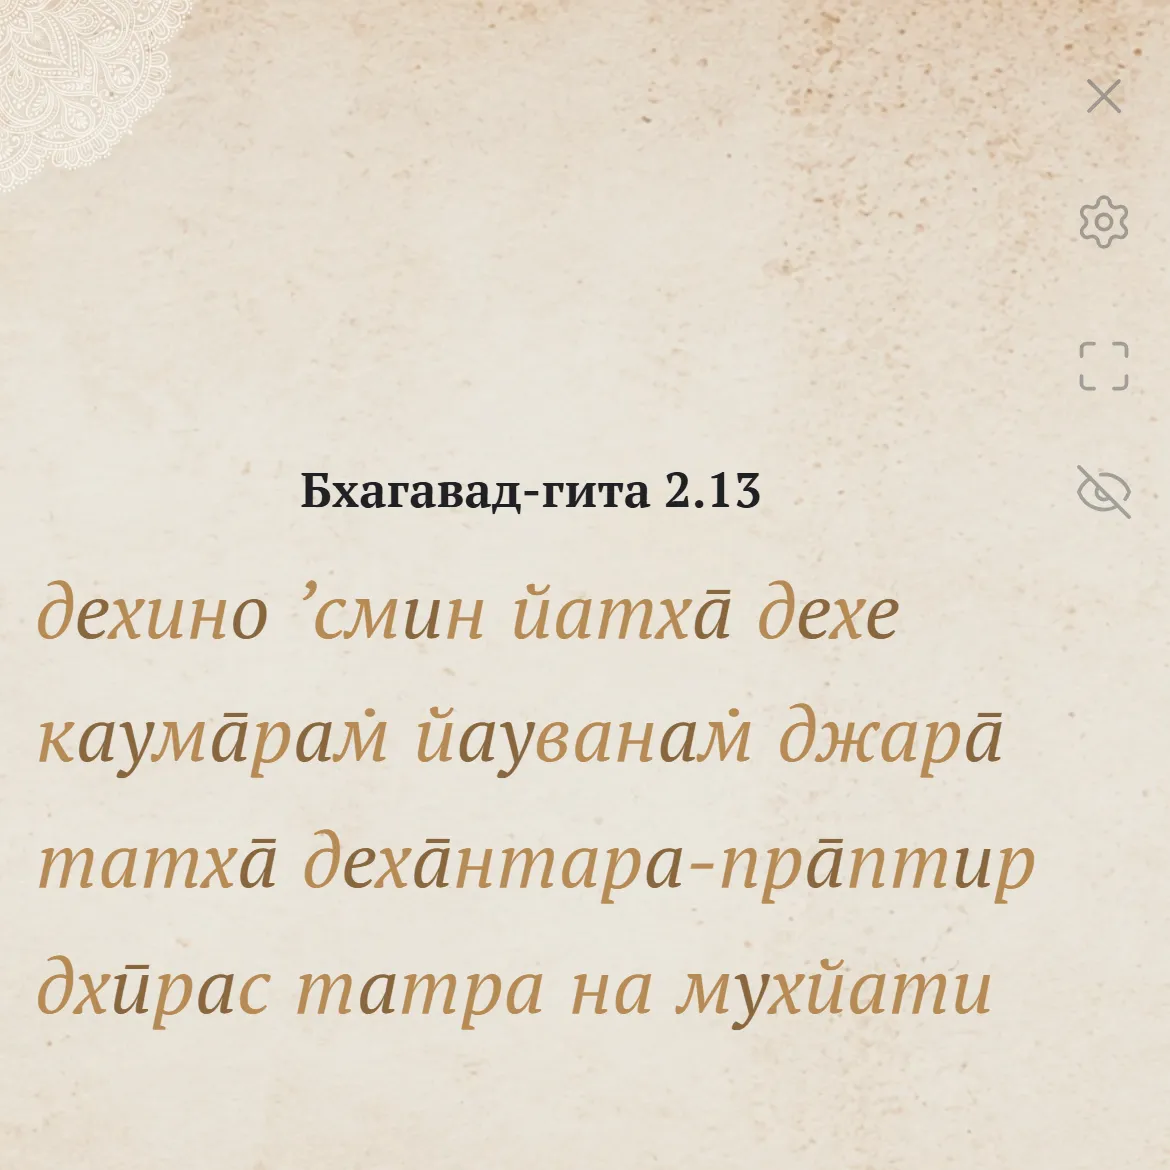 Бхагавад-гита 2.13
дехино ’смин йатха̄ дехе
каума̄рам̇ йауванам̇ джара̄
татха̄ деха̄нтара-пра̄птир
дхӣрас татра на мухйати